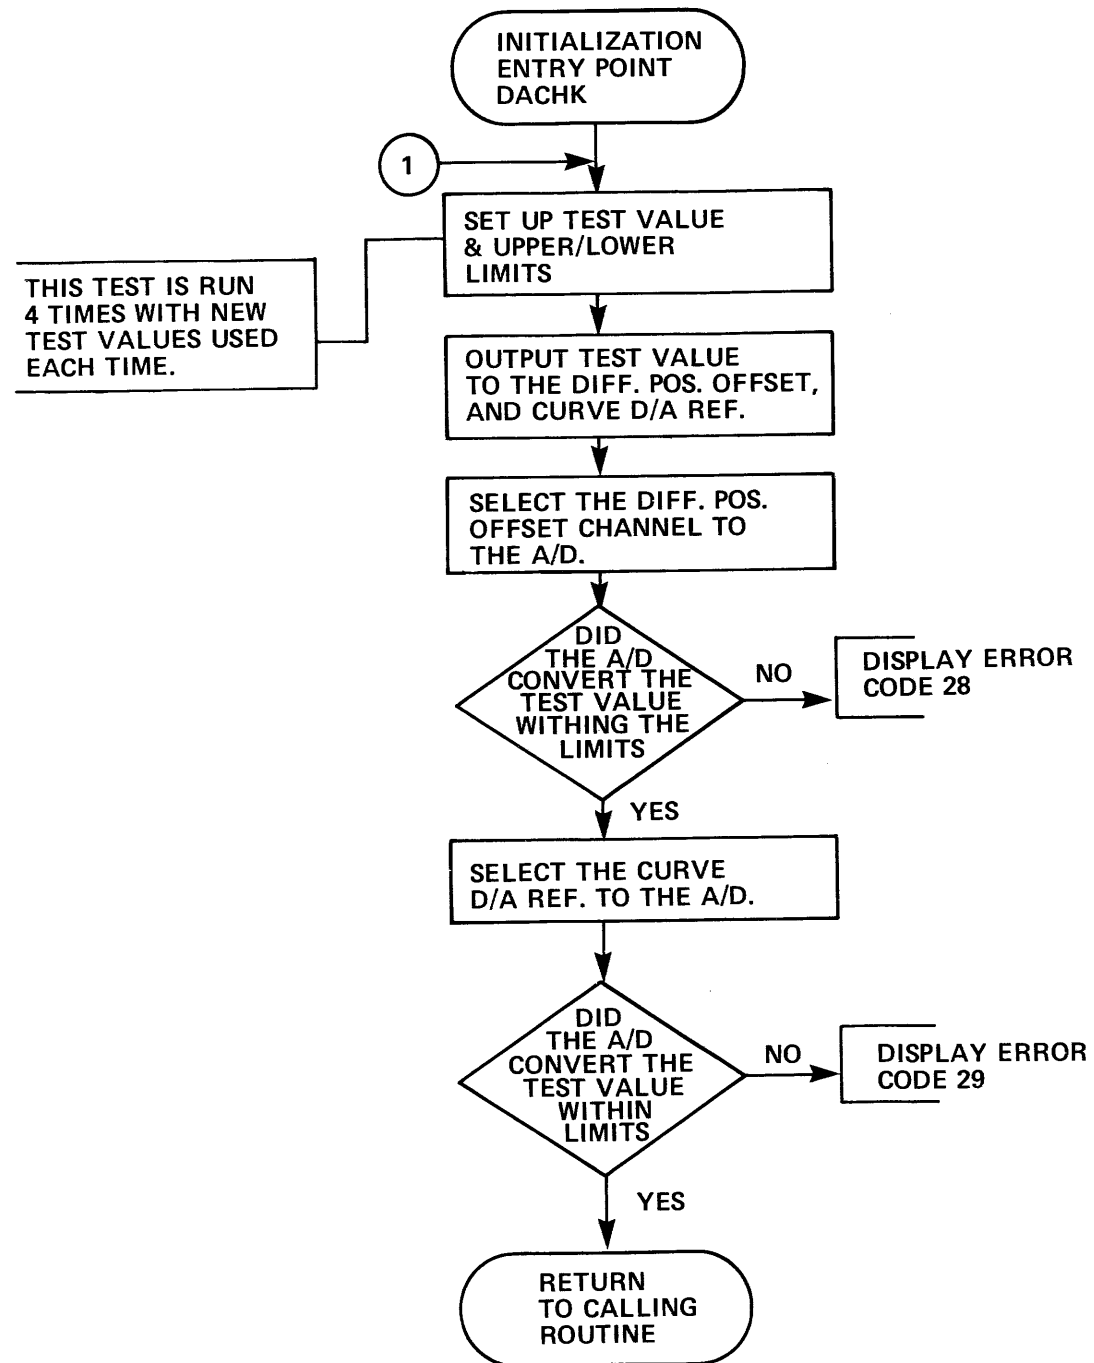 INITIALIZATION
ENTRY POINT
DACHK
1
SET UP TEST VALUE
& UPPER/LOWER
LIMITS
THIS TEST IS RUN
4 TIMES WITH NEW
TEST VALUES USED
EACH TIME.
OUTPUT TEST VALUE
TO THE DIFF. POS. OFFSET,
AND CURVE D/A REF.
SELECT THE DIFF. POS.
OFFSET CHANNEL TO
THE A/D.
DID
THE A/D
CONVERT THE
TEST VALUE
WITHING THE
LIMITS
NO
DISPLAY ERROR
CODE 28
YES
SELECT THE CURVE
D/A REF. TO THE A/D.
DID
THE A/D
CONVERT THE
TEST VALUE
WITHIN
LIMITS
NO
DISPLAY ERROR
CODE 29
YES
RETURN
TO CALLING
ROUTINE